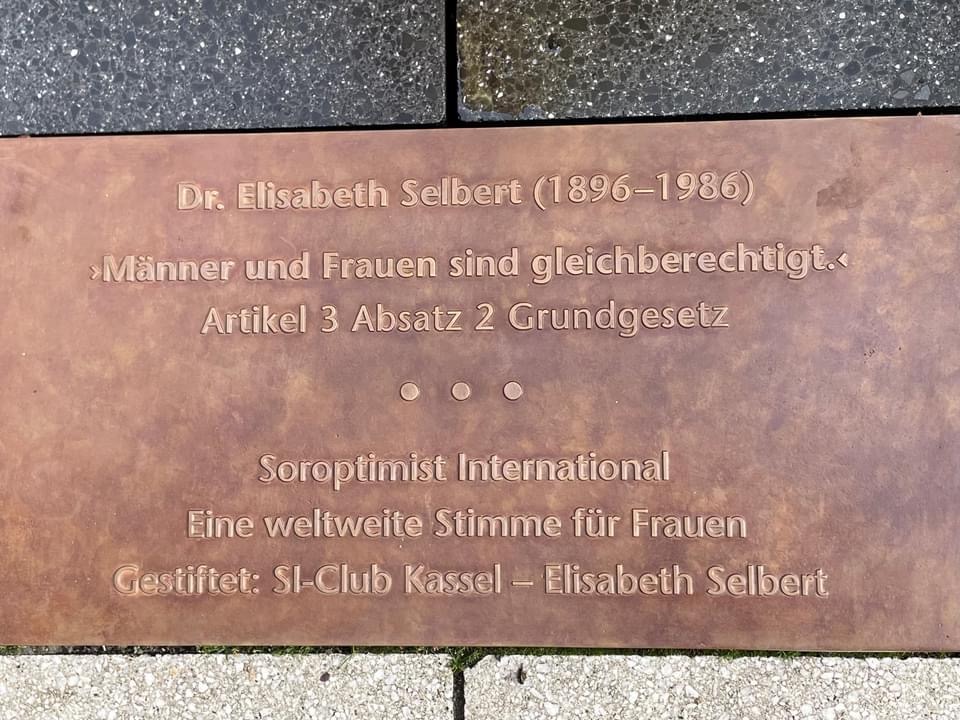 Dr. Elisabeth Selbert (1896–1986)
›Männer und Frauen sind gleichberechtigt.‹
Artikel 3 Absatz 2 Grundgesetz
Soroptimist International
Eine weltweite Stimme für Frauen
Gestiftet: SI-Club Kassel – Elisabeth Selbert